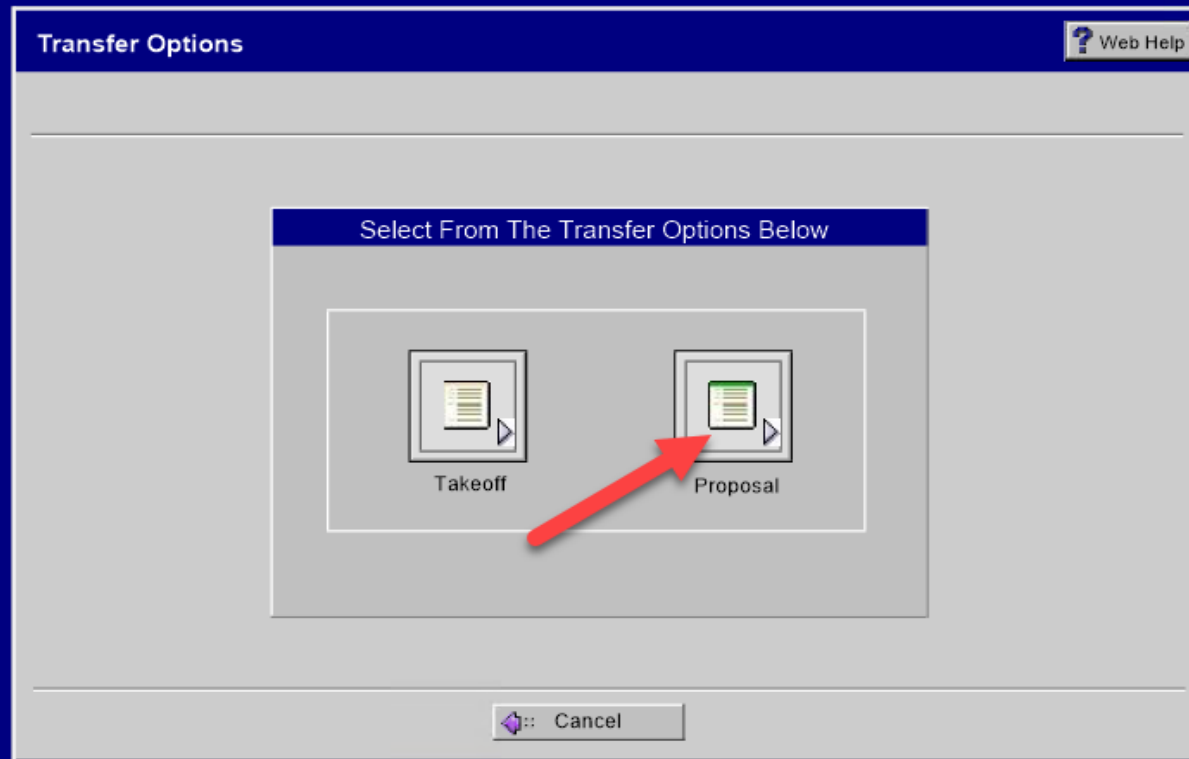 Transfer Options
? Web Help
Select From The Transfer Options Below
Takeoff
Proposal
Cancel